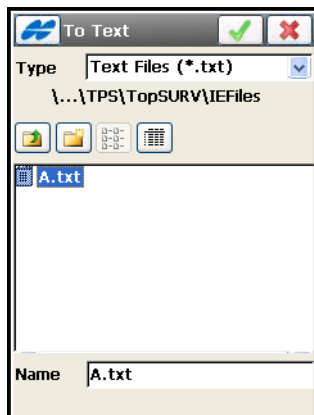 To Text
Type Text Files (*.txt)
\...\TPS\TopSURV\IEFiles
A.txt
Name A.txt